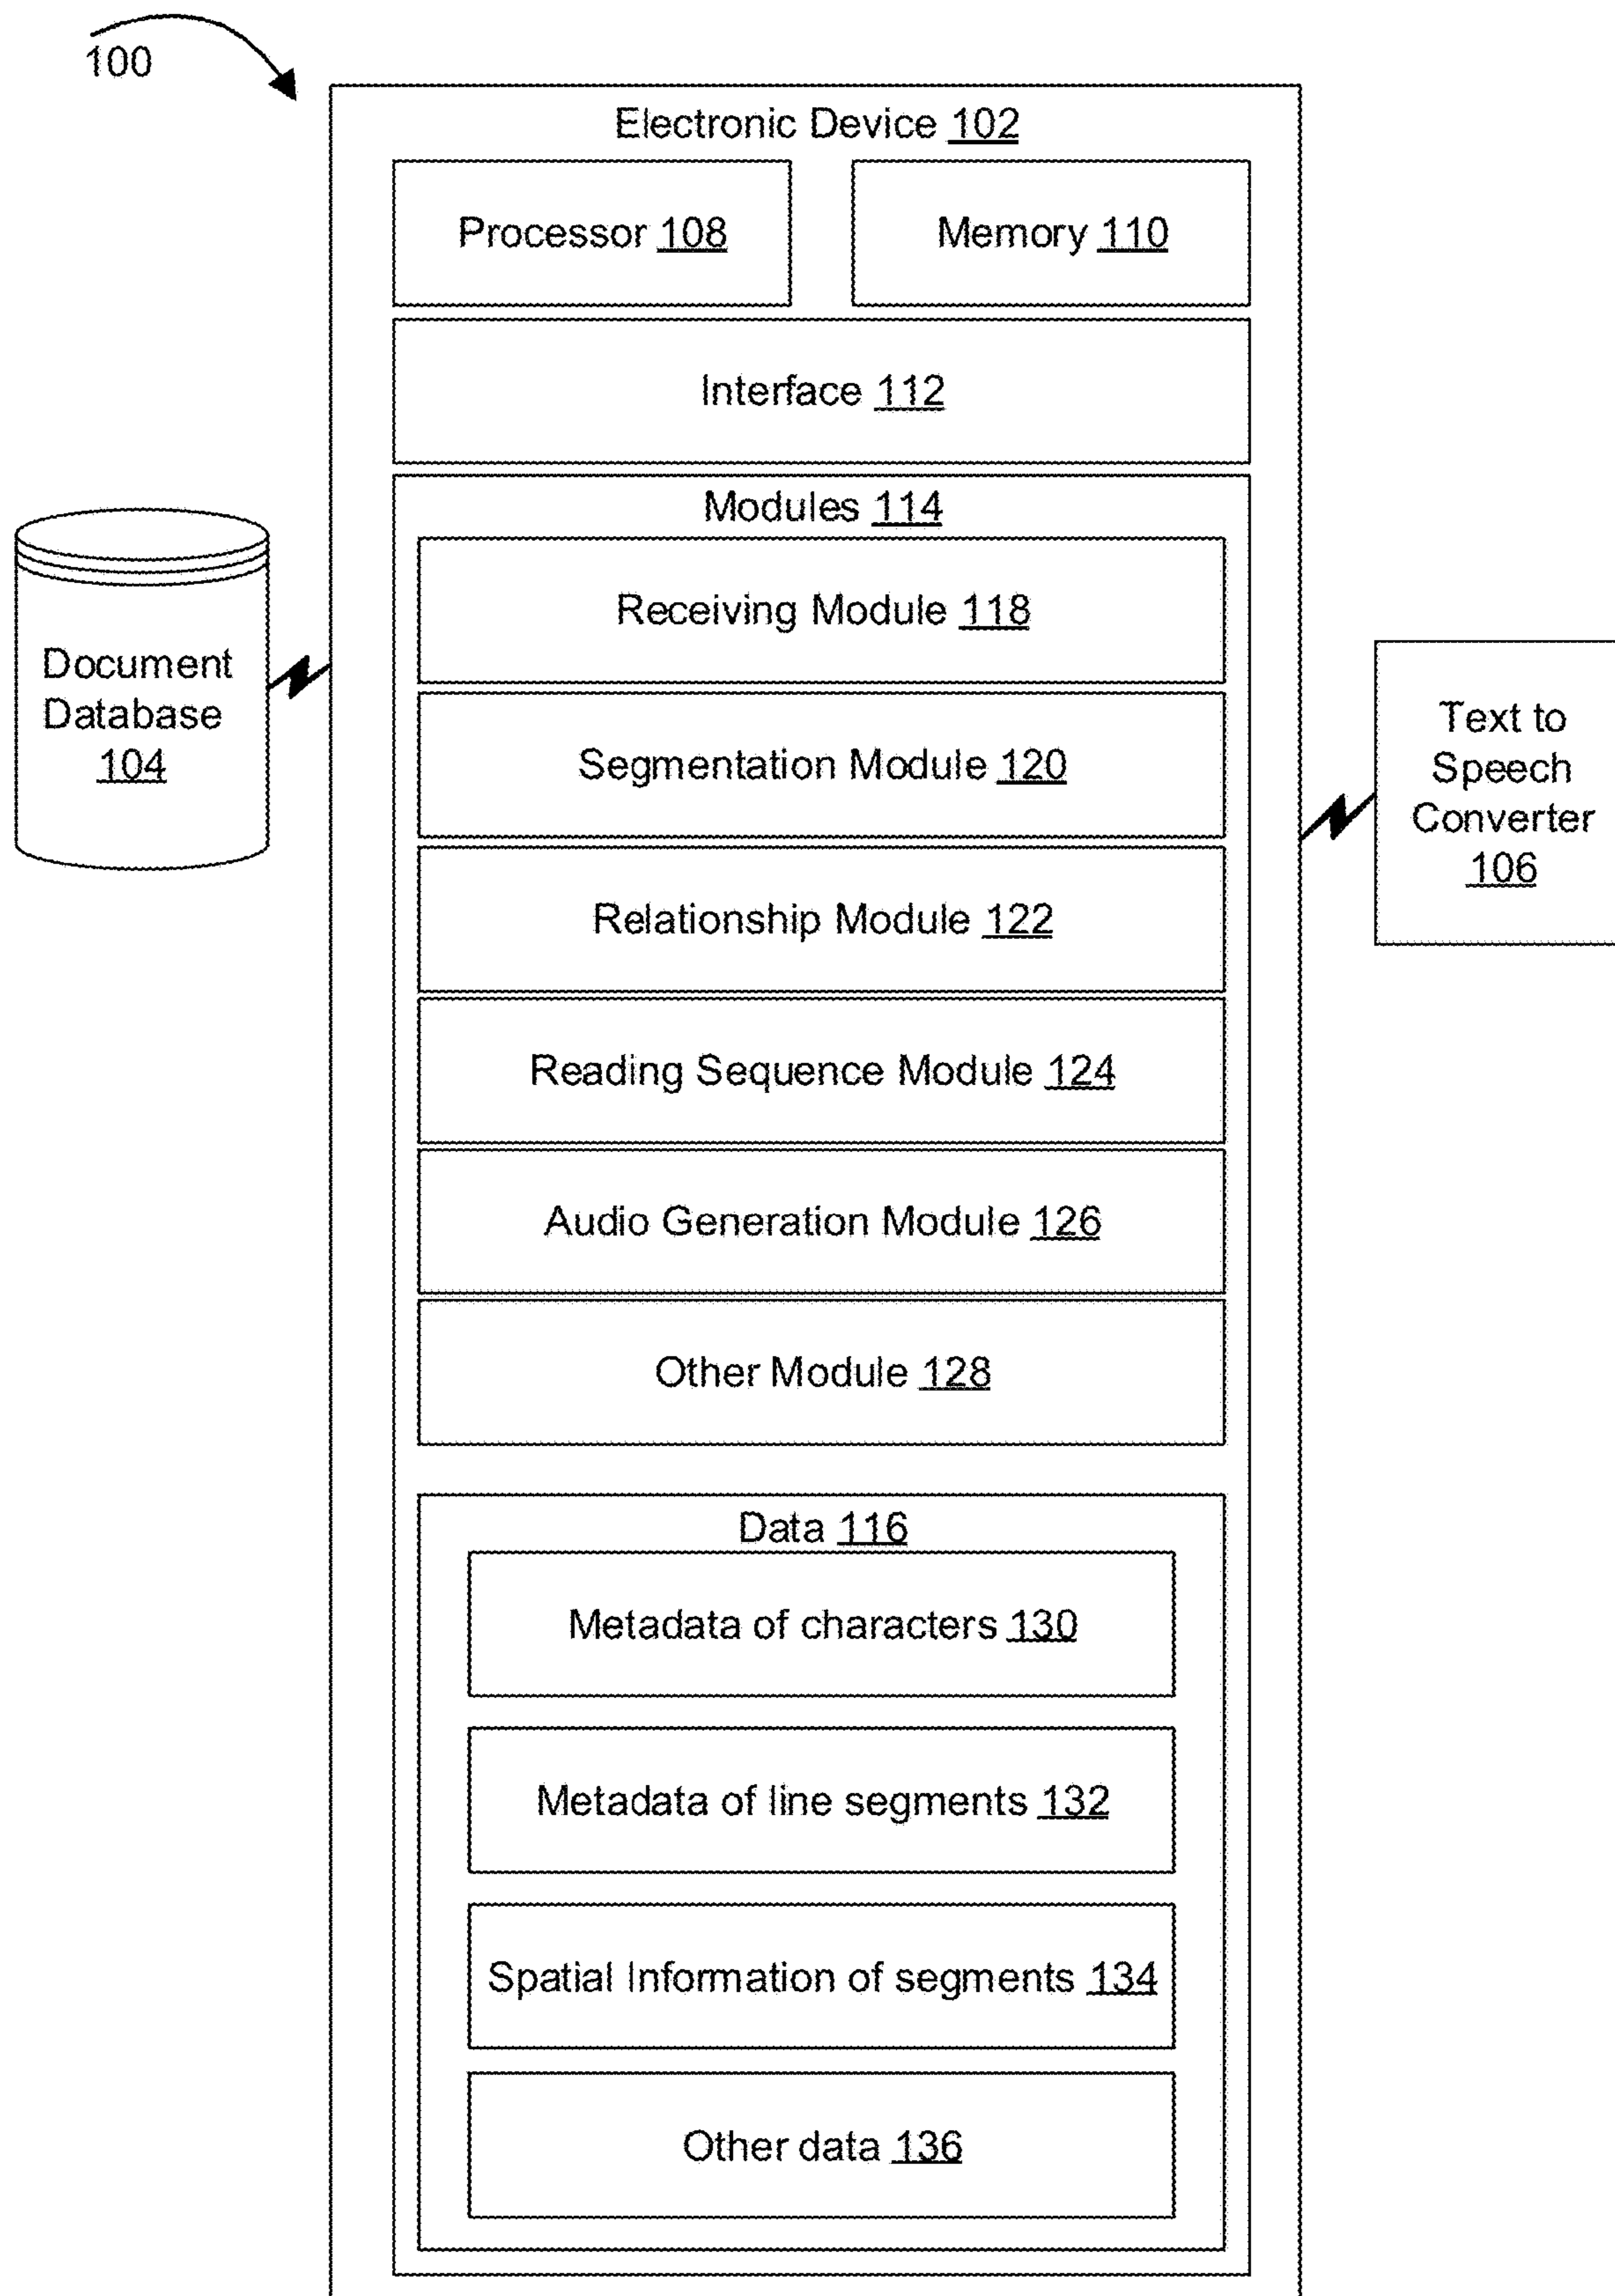 100
Electronic Device 102
Processor 108
Memory 110
Interface 112
Modules 114
Receiving Module 118
Segmentation Module 120
Relationship Module 122
Reading Sequence Module 124
Audio Generation Module 126
Other Module 128
Data 116
Metadata of characters 130
Metadata of line segments 132
Spatial Information of segments 134
Other data 136
Document
Database
104
Text to
Speech
Converter
106